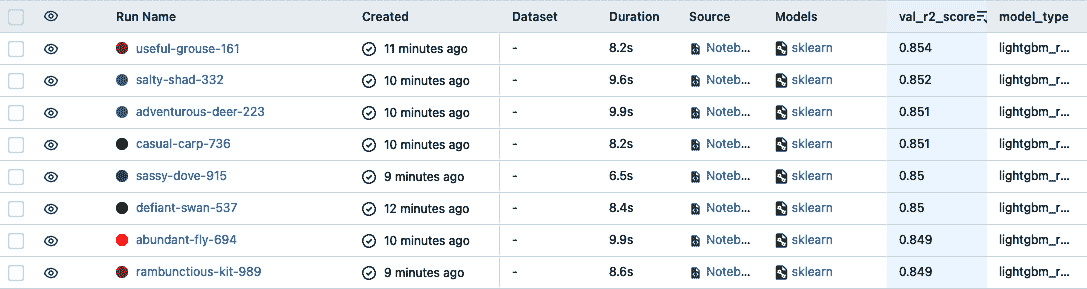 Run Name Created Dataset Duration Source Models val_r2_score model_type
useful-grouse-161 11 minutes ago - 8.2s Noteb... sklearn 0.854 lightgbm_r...
salty-shad-332 10 minutes ago - 9.6s Noteb... sklearn 0.852 lightgbm_r...
adventurous-deer-223 10 minutes ago - 9.9s Noteb... sklearn 0.851 lightgbm_r...
casual-carp-736 10 minutes ago - 8.2s Noteb... sklearn 0.851 lightgbm_r...
sassy-dove-915 9 minutes ago - 6.5s Noteb... sklearn 0.85 lightgbm_r...
defiant-swan-537 12 minutes ago - 8.4s Noteb... sklearn 0.85 lightgbm_r...
abundant-fly-694 10 minutes ago - 9.9s Noteb... sklearn 0.849 lightgbm_r...
rambunctious-kit-989 9 minutes ago - 8.6s Noteb... sklearn 0.849 lightgbm_r...